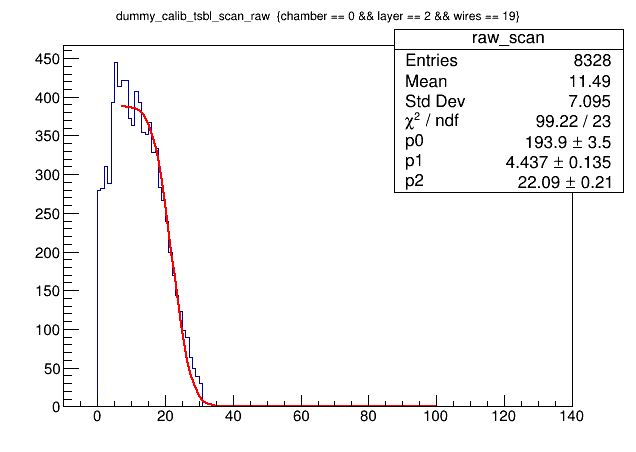 dummy_calib_tsbl_scan_raw {chamber == 0 && layer == 2 && wires == 19}
raw_scan
Entries 8328
Mean 11.49
Std Dev 7.095
χ² / ndf 99.22 / 23
p0 193.9 ± 3.5
p1 4.437 ± 0.135
p2 22.09 ± 0.21
450
400
350
300
250
200
150
100
50
0
0 20 40 60 80 100 120 140